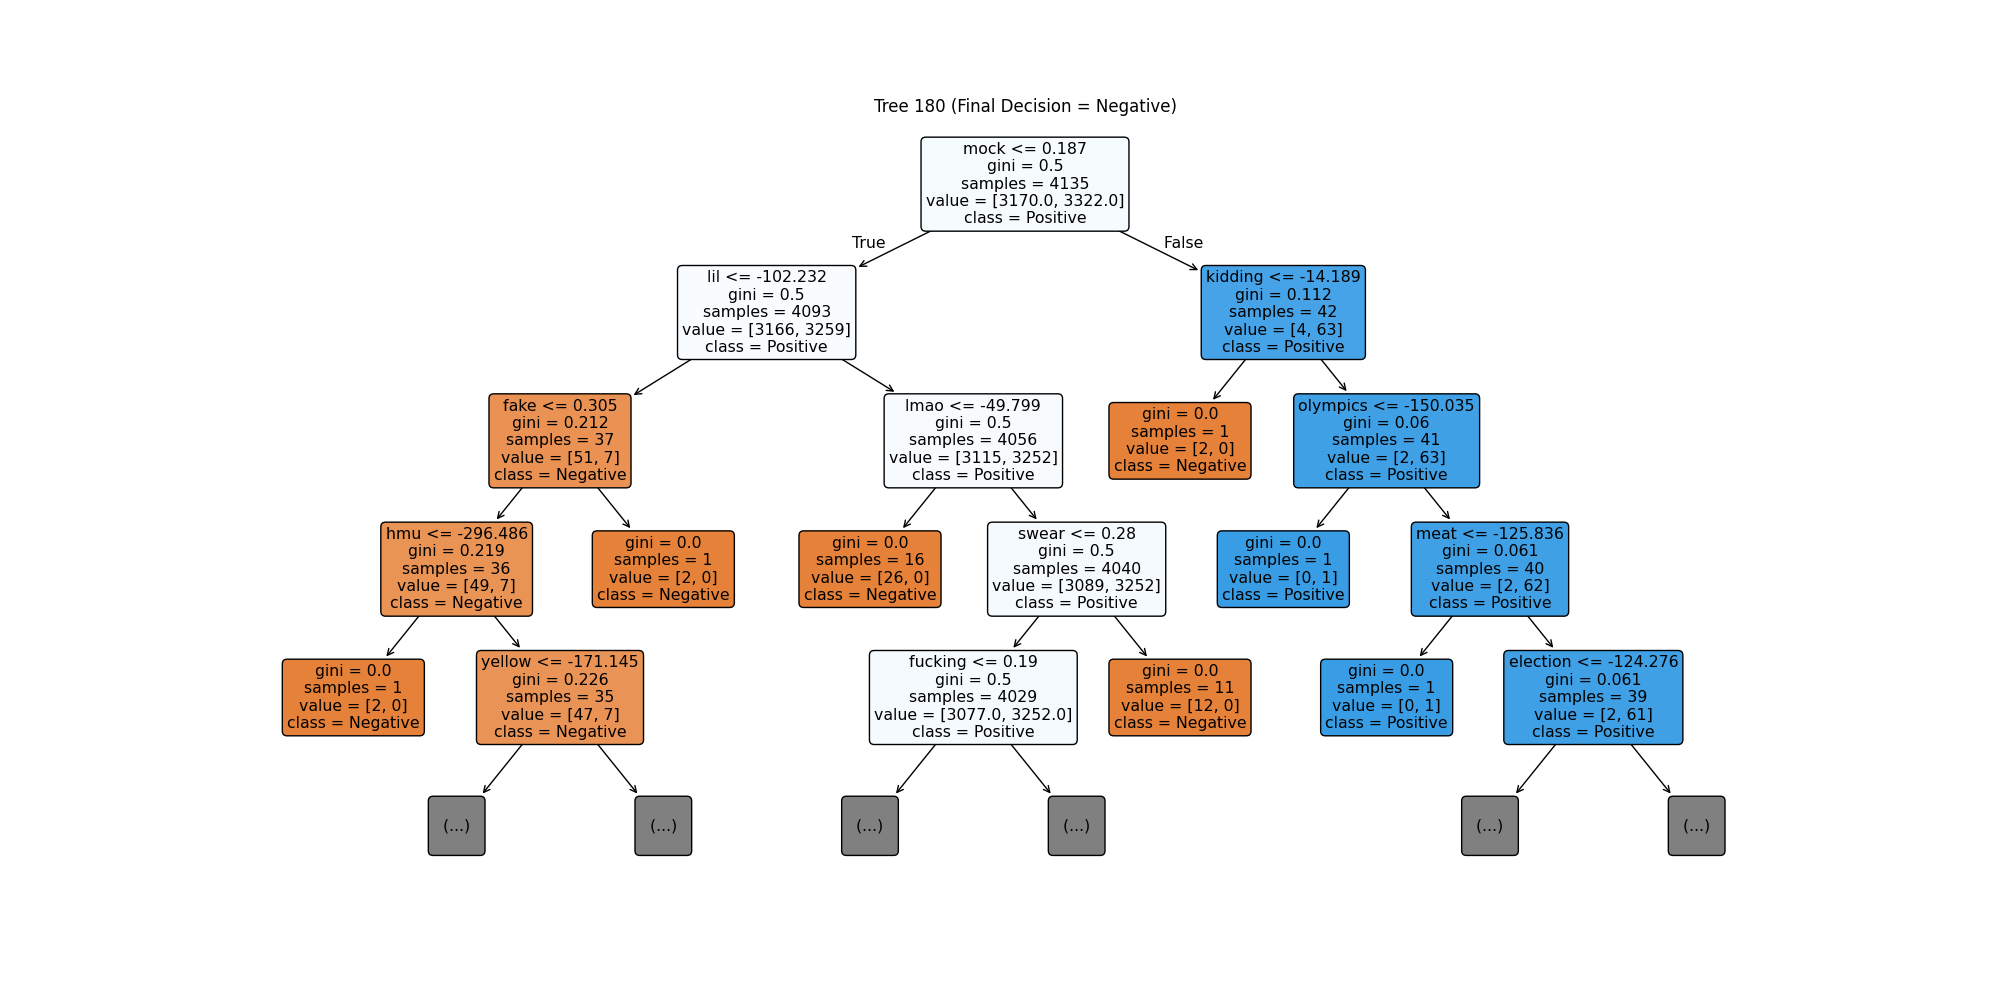 Tree 180 (Final Decision = Negative)
mock <= 0.187
gini = 0.5
samples = 4135
value = [3170.0, 3322.0]
class = Positive
True
False
lil <= -102.232
gini = 0.5
samples = 4093
value = [3166, 3259]
class = Positive
kidding <= -14.189
gini = 0.112
samples = 42
value = [4, 63]
class = Positive
fake <= 0.305
gini = 0.212
samples = 37
value = [51, 7]
class = Negative
lmao <= -49.799
gini = 0.5
samples = 4056
value = [3115, 3252]
class = Positive
gini = 0.0
samples = 1
value = [2, 0]
class = Negative
olympics <= -150.035
gini = 0.06
samples = 41
value = [2, 63]
class = Positive
hmu <= -296.486
gini = 0.219
samples = 36
value = [49, 7]
class = Negative
gini = 0.0
samples = 1
value = [2, 0]
class = Negative
gini = 0.0
samples = 16
value = [26, 0]
class = Negative
swear <= 0.28
gini = 0.5
samples = 4040
value = [3089, 3252]
class = Positive
gini = 0.0
samples = 1
value = [0, 1]
class = Positive
meat <= -125.836
gini = 0.061
samples = 40
value = [2, 62]
class = Positive
gini = 0.0
samples = 1
value = [2, 0]
class = Negative
yellow <= -171.145
gini = 0.226
samples = 35
value = [47, 7]
class = Negative
fucking <= 0.19
gini = 0.5
samples = 4029
value = [3077.0, 3252.0]
class = Positive
gini = 0.0
samples = 11
value = [12, 0]
class = Negative
gini = 0.0
samples = 1
value = [0, 1]
class = Positive
election <= -124.276
gini = 0.061
samples = 39
value = [2, 61]
class = Positive
(...)
(...)
(...)
(...)
(...)
(...)